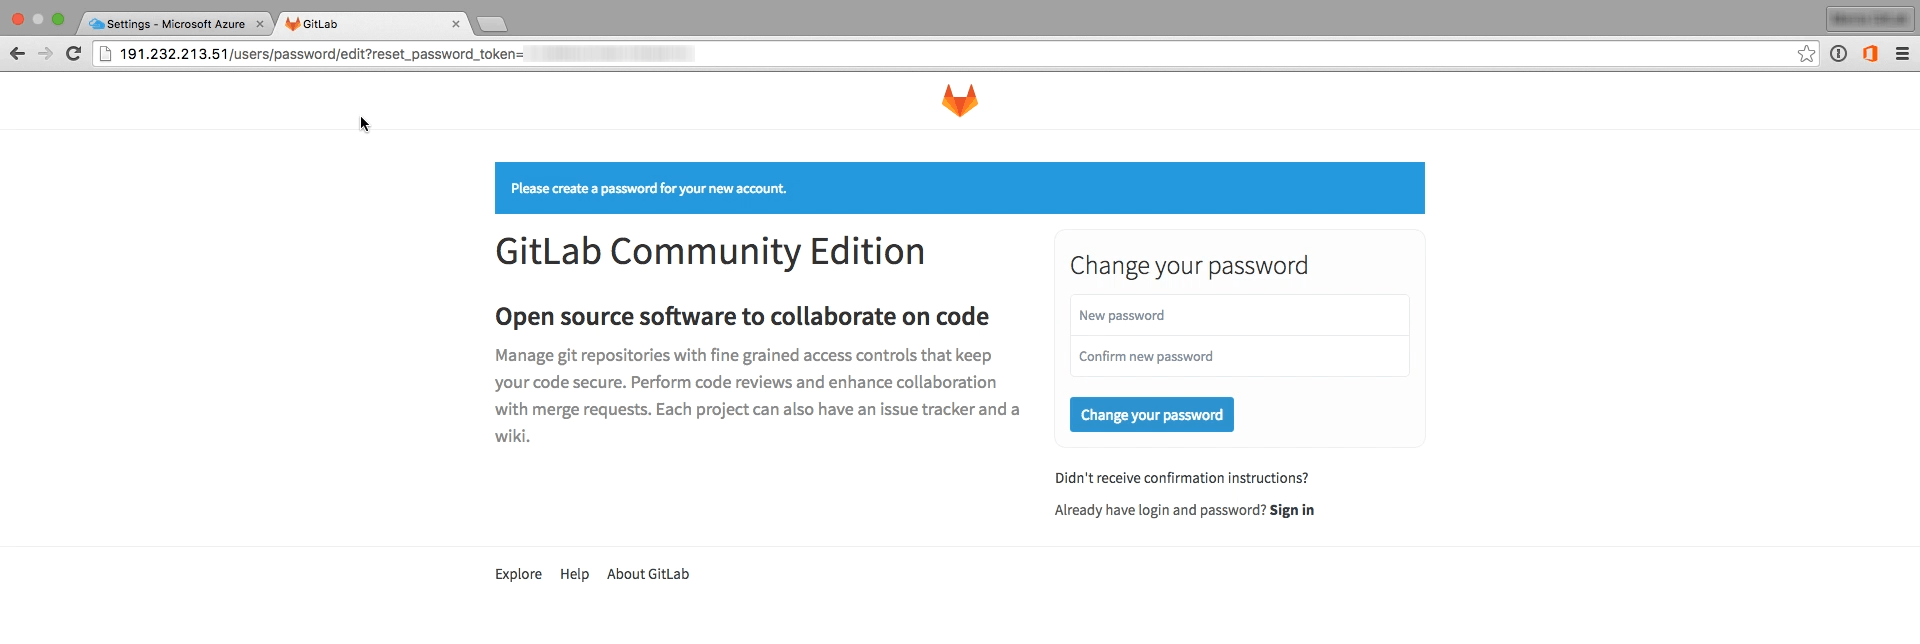 Settings - Microsoft Azure
GitLab
191.232.213.51/users/password/edit?reset_password_token=
Please create a password for your new account.
GitLab Community Edition
Open source software to collaborate on code
Manage git repositories with fine grained access controls that keep
your code secure. Perform code reviews and enhance collaboration
with merge requests. Each project can also have an issue tracker and a
wiki.
Change your password
New password
Confirm new password
Change your password
Didn't receive confirmation instructions?
Already have login and password? Sign in
Explore Help About GitLab